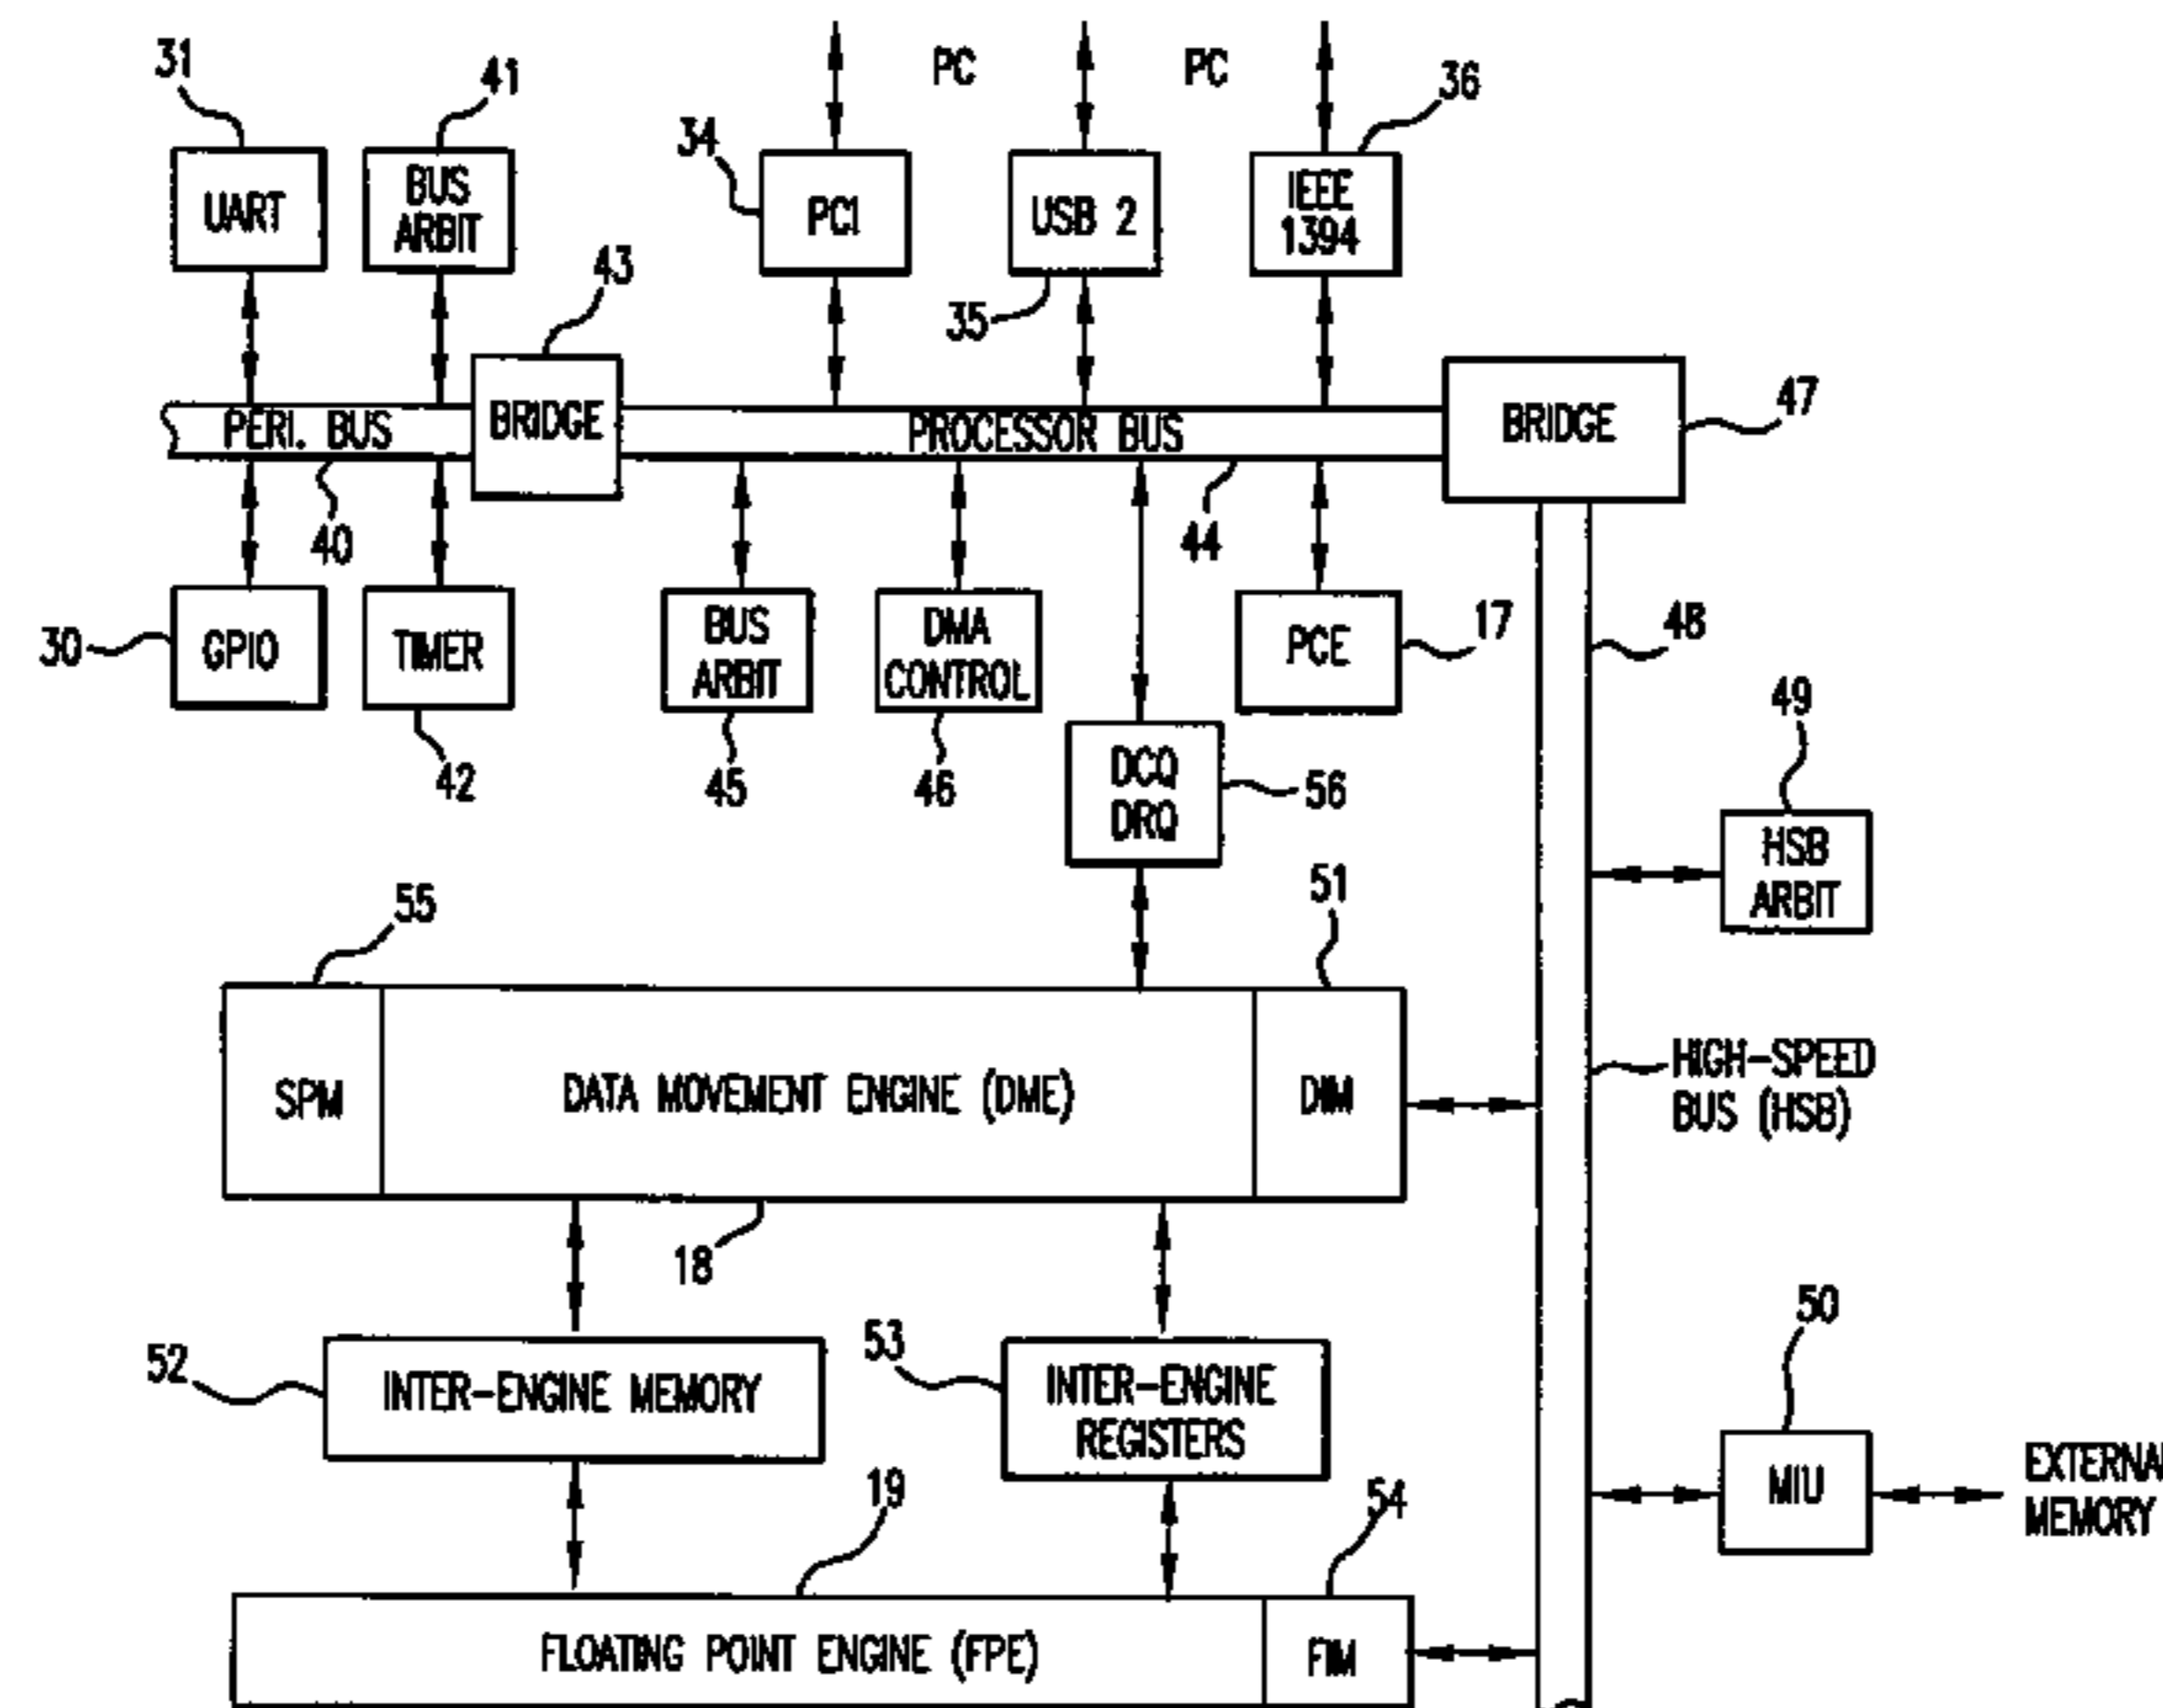 31
41
PC
PC
36
34
UART
BUS
ARBIT
PCI
USB 2
IEEE
1394
43
35
PERI. BUS
BRIDGE
PROCESSOR BUS
BRIDGE
47
40
44
30
GPIO
TIMER
BUS
ARBIT
DMA
CONTROL
PCE
17
48
42
45
46
DCQ
DRQ
56
49
HSB
ARBIT
55
51
SPM
DATA MOVEMENT ENGINE (DME)
DIM
HIGH-SPEED
BUS (HSB)
18
50
52
INTER-ENGINE MEMORY
53
INTER-ENGINE
REGISTERS
MIU
EXTERNA
MEMORY
19
54
FLOATING POINT ENGINE (FPE)
FIM